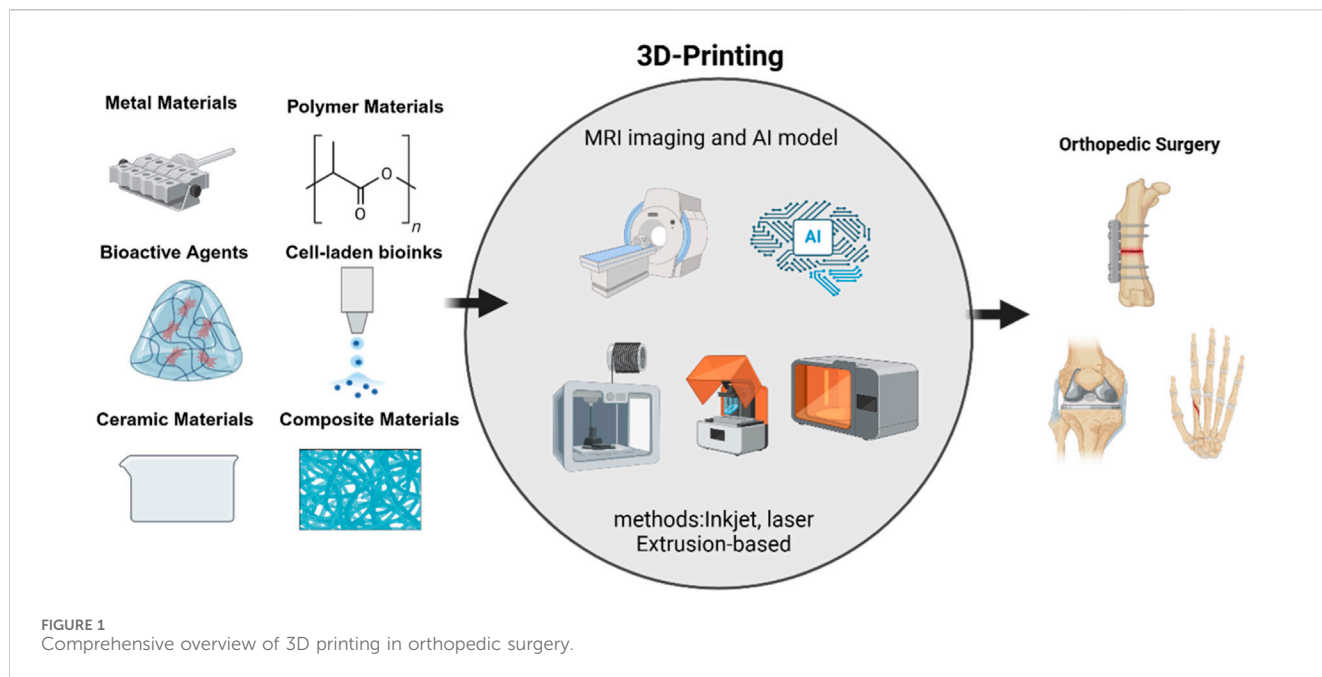 3D-Printing
Metal Materials
Polymer Materials
O
O
n
Bioactive Agents
Cell-laden bioinks
Ceramic Materials
Composite Materials
MRI imaging and AI model
AI
methods:Inkjet, laser
Extrusion-based
Orthopedic Surgery
FIGURE 1
Comprehensive overview of 3D printing in orthopedic surgery.